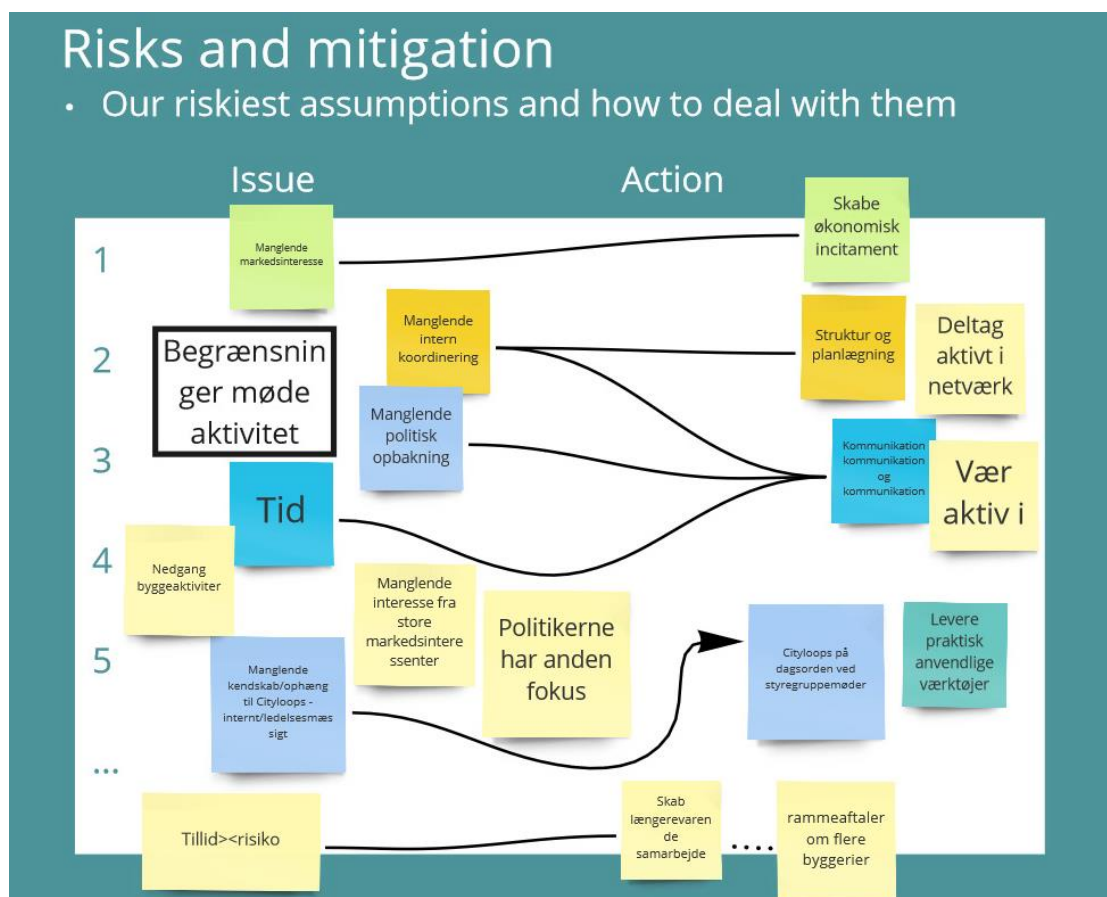 Risks and mitigation
• Our riskiest assumptions and how to deal with them
Issue
Action
1
Manglende
markedsinteresse
Skabe
økonomisk
incitament
2
Begrænsnin
ger møde
aktivitet
Manglende
intern
koordinering
Struktur og
planlægning
Deltag
aktivt i
netværk
3
Manglende
politisk
opbakning
Kommunikation
kommunikation
og
kommunikation
Vær
aktiv i
Tid
4
Nedgang
byggeaktiviter
Manglende
interesse fra
store
markedsintere
ssenter
Politikerne
har anden
fokus
5
Manglende
kendskab/ophæng
til Cityloops -
internt/ledelsesmæs
sigt
Cityloops på
dagsorden ved
styregruppemøder
Levere
praktisk
anvendlige
værktøjer
...
Tillid><risiko
Skab
længerevaren
de
samarbejde
....
rammeaftaler
om flere
byggerier